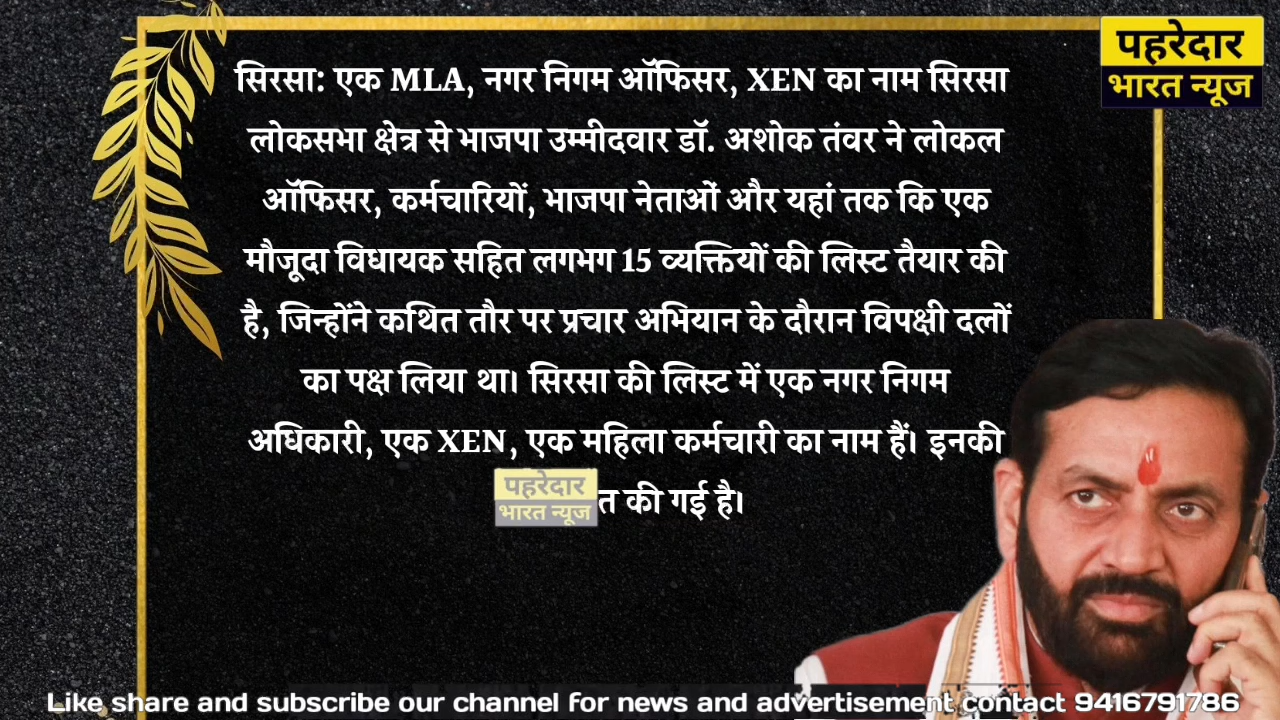 पहरेदार
भारत न्यूज
सिरसा: एक MLA, नगर निगम ऑफिसर, XEN का नाम सिरसा
लोकसभा क्षेत्र से भाजपा उम्मीदवार डॉ. अशोक तंवर ने लोकल
ऑफिसर, कर्मचारियों, भाजपा नेताओं और यहां तक कि एक
मौजूदा विधायक सहित लगभग 15 व्यक्तियों की लिस्ट तैयार की
है, जिन्होंने कथित तौर पर प्रचार अभियान के दौरान विपक्षी दलों
का पक्ष लिया था। सिरसा की लिस्ट में एक नगर निगम
अधिकारी, एक XEN, एक महिला कर्मचारी का नाम हैं। इनकी
की गई है।
पहरेदार
भारत न्यूज
Like share and subscribe our channel for news and advertisement contact 9416791786